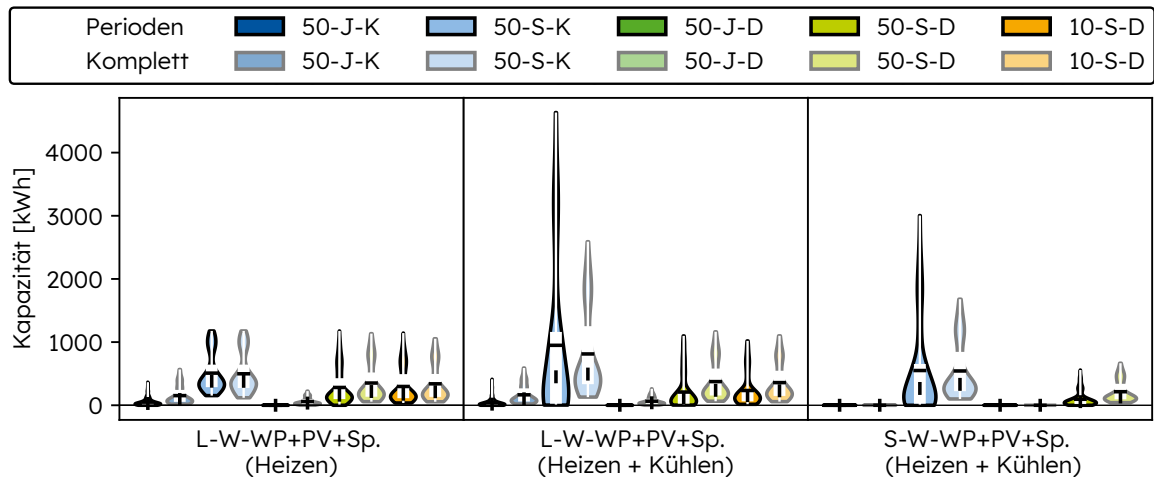 Perioden 50-J-K 50-S-K 50-J-D 50-S-D 10-S-D
Komplett 50-J-K 50-S-K 50-J-D 50-S-D 10-S-D
Kapazität [kWh]
4000
3000
2000
1000
0
L-W-WP+PV+Sp. L-W-WP+PV+Sp. S-W-WP+PV+Sp.
(Heizen) (Heizen + Kühlen) (Heizen + Kühlen)